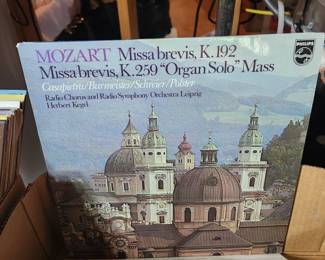 MOZART Missa brevis, K.192
Missa brevis, K.259 "Organ Solo" Mass
Casapietra/Burmeister/Schreier/Polster
Radio Chorus and Radio Symphony Orchestra Leipzig
Herbert Kegel
PHILIPS